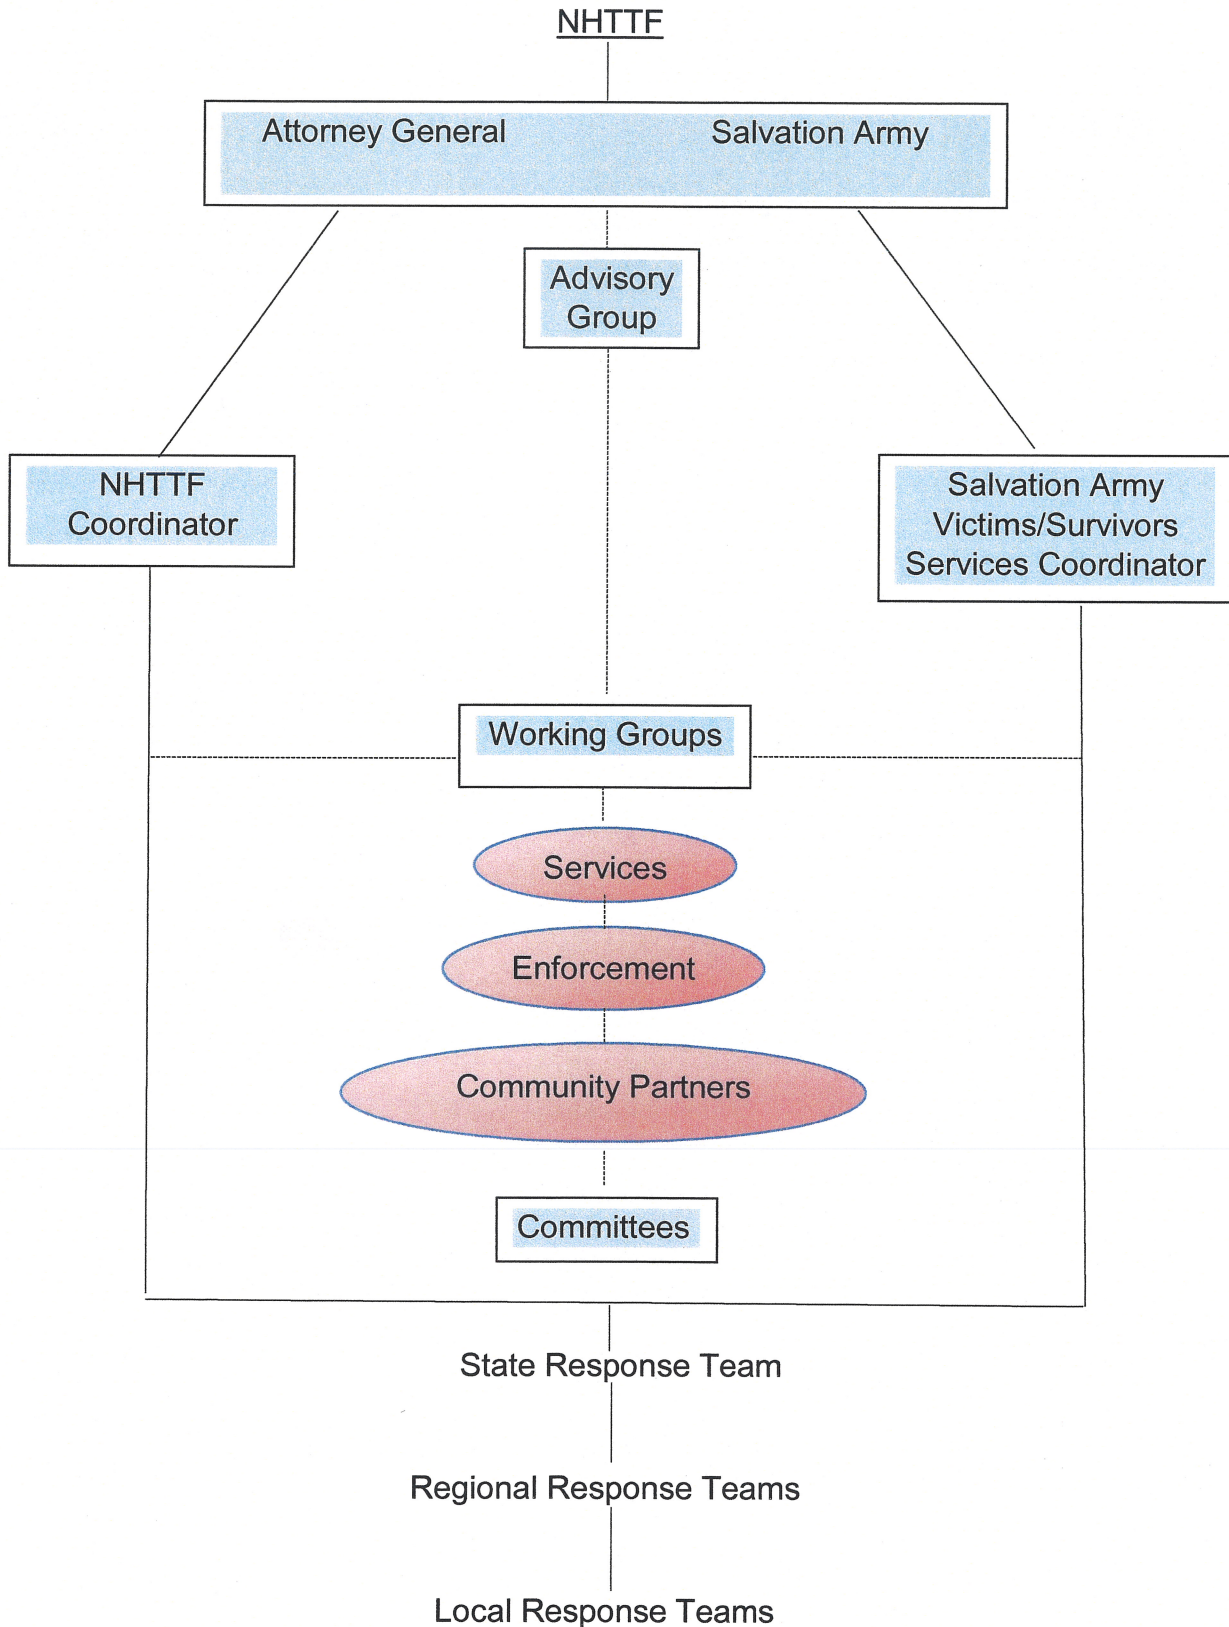 NHTTF
Attorney General Salvation Army
Advisory
Group
NHTTF
Coordinator
Salvation Army
Victims/Survivors
Services Coordinator
Working Groups
Services
Enforcement
Community Partners
Committees
State Response Team
Regional Response Teams
Local Response Teams